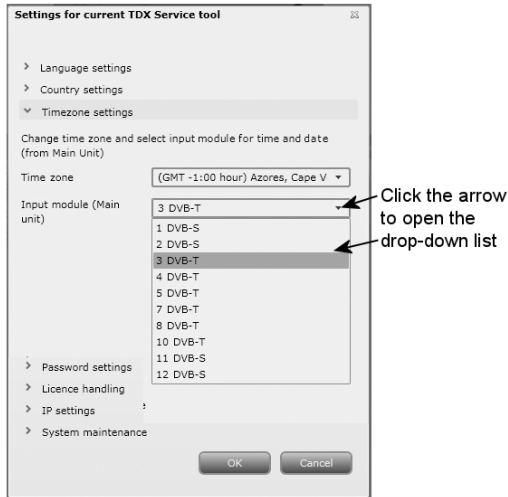 Settings for current TDX Service tool
Language settings
Country settings
Timezone settings
Change time zone and select input module for time and date
(from Main Unit)
Time zone
(GMT -1:00 hour) Azores, Cape V
Input module (Main
unit)
3 DVB-T
1 DVB-S
2 DVB-S
3 DVB-T
4 DVB-T
5 DVB-T
7 DVB-T
8 DVB-T
10 DVB-T
11 DVB-S
12 DVB-S
Click the arrow
to open the
drop-down list
Password settings
Licence handling
IP settings
System maintenance
OK
Cancel